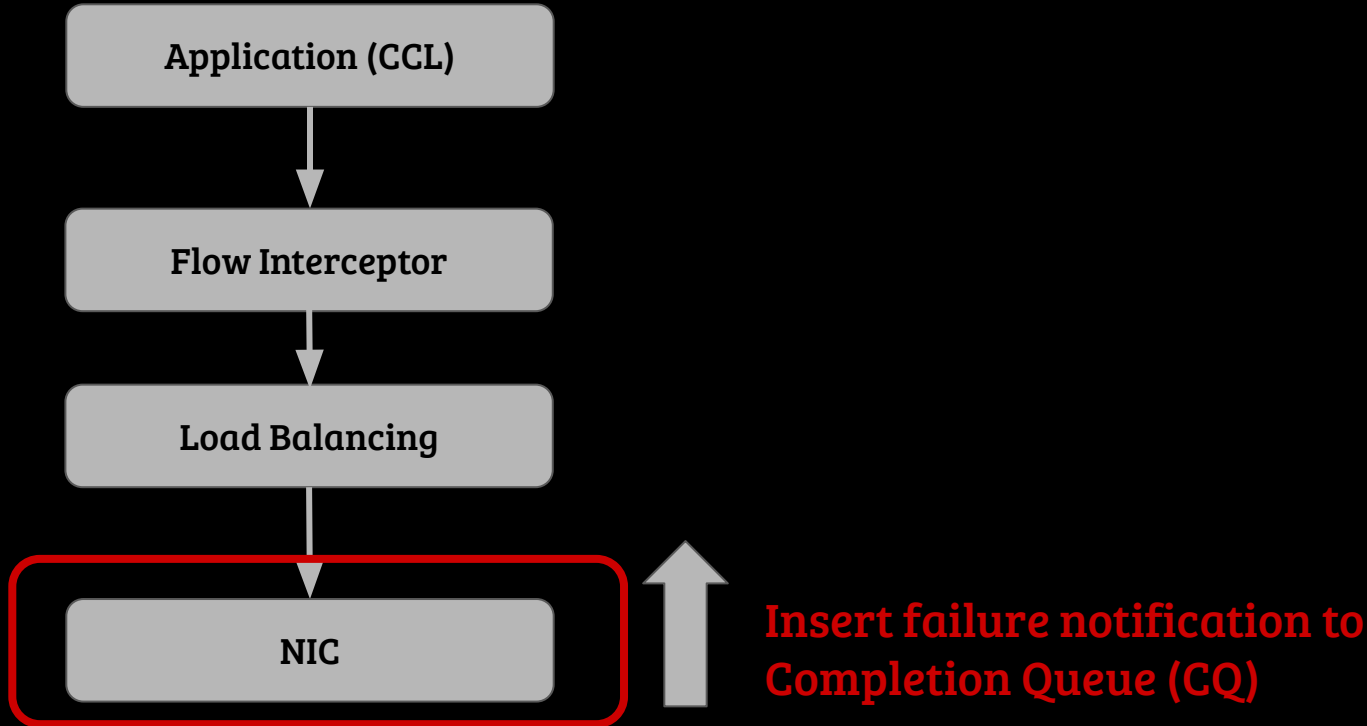 Application (CCL)
Flow Interceptor
Load Balancing
NIC
Insert failure notification to
Completion Queue (CQ)